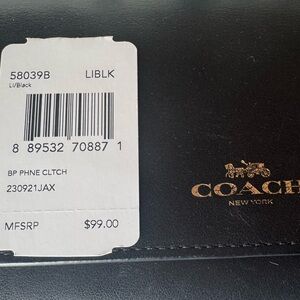 58039B LIBLK
LI/Black
8 89532 70887 1
BP PHNE CLTCH
230921JAX
MFSRP $99.00
COACH
NEW YORK